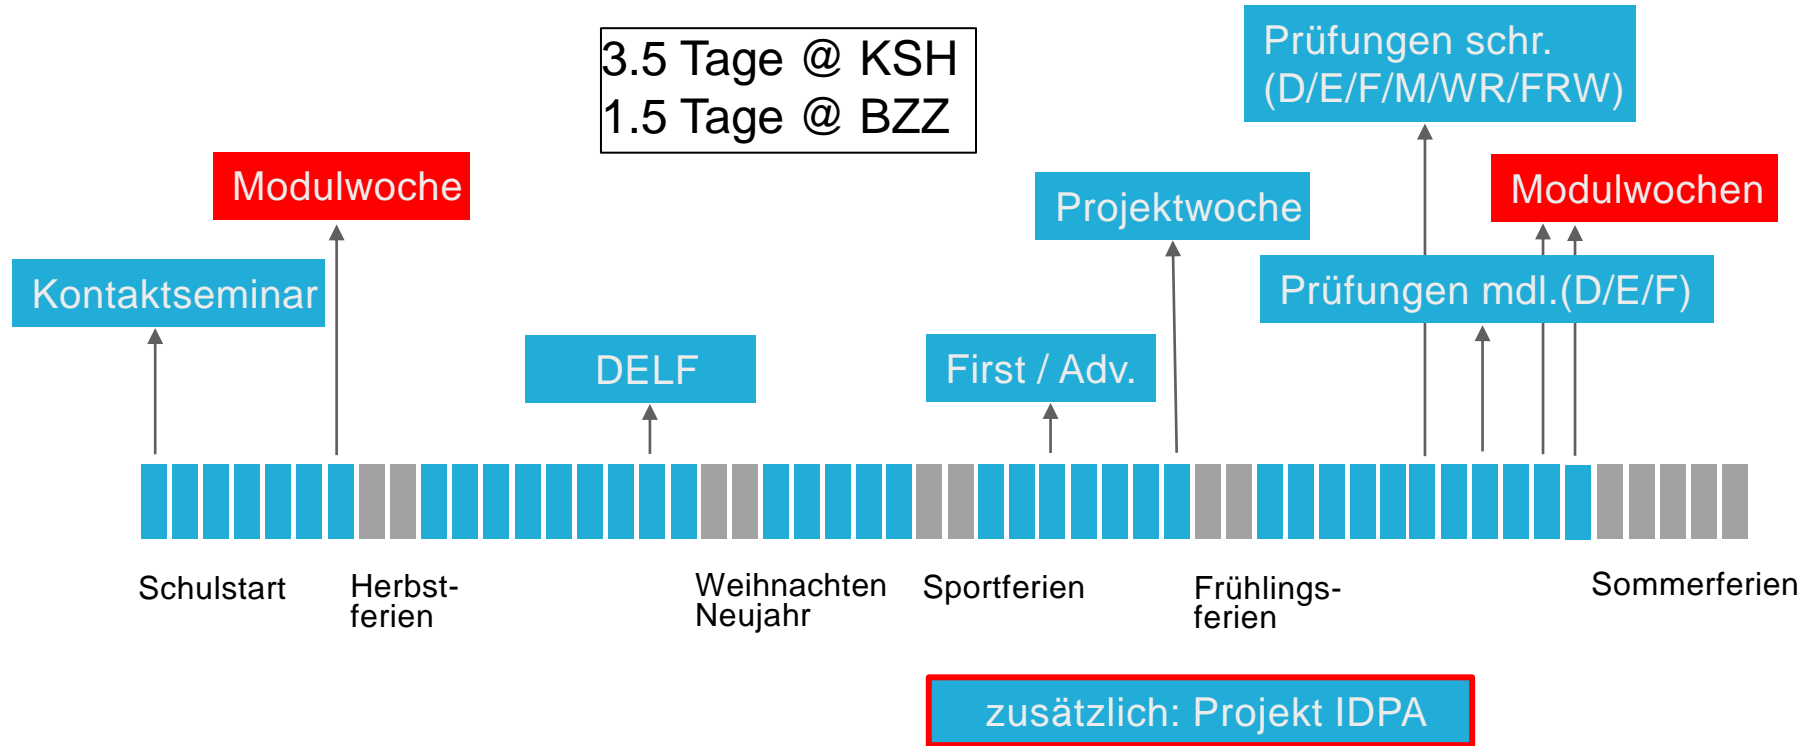 3.5 Tage @ KSH
1.5 Tage @ BZZ
Prüfungen schr.
(D/E/F/M/WR/FRW)
Modulwoche
Modulwochen
Projektwoche
Kontaktseminar
Prüfungen mdl.(D/E/F)
DELF
First / Adv.
Schulstart
Herbst-
ferien
Weihnachten
Neujahr
Sportferien
Frühlings-
ferien
Sommerferien
zusätzlich: Projekt IDPA